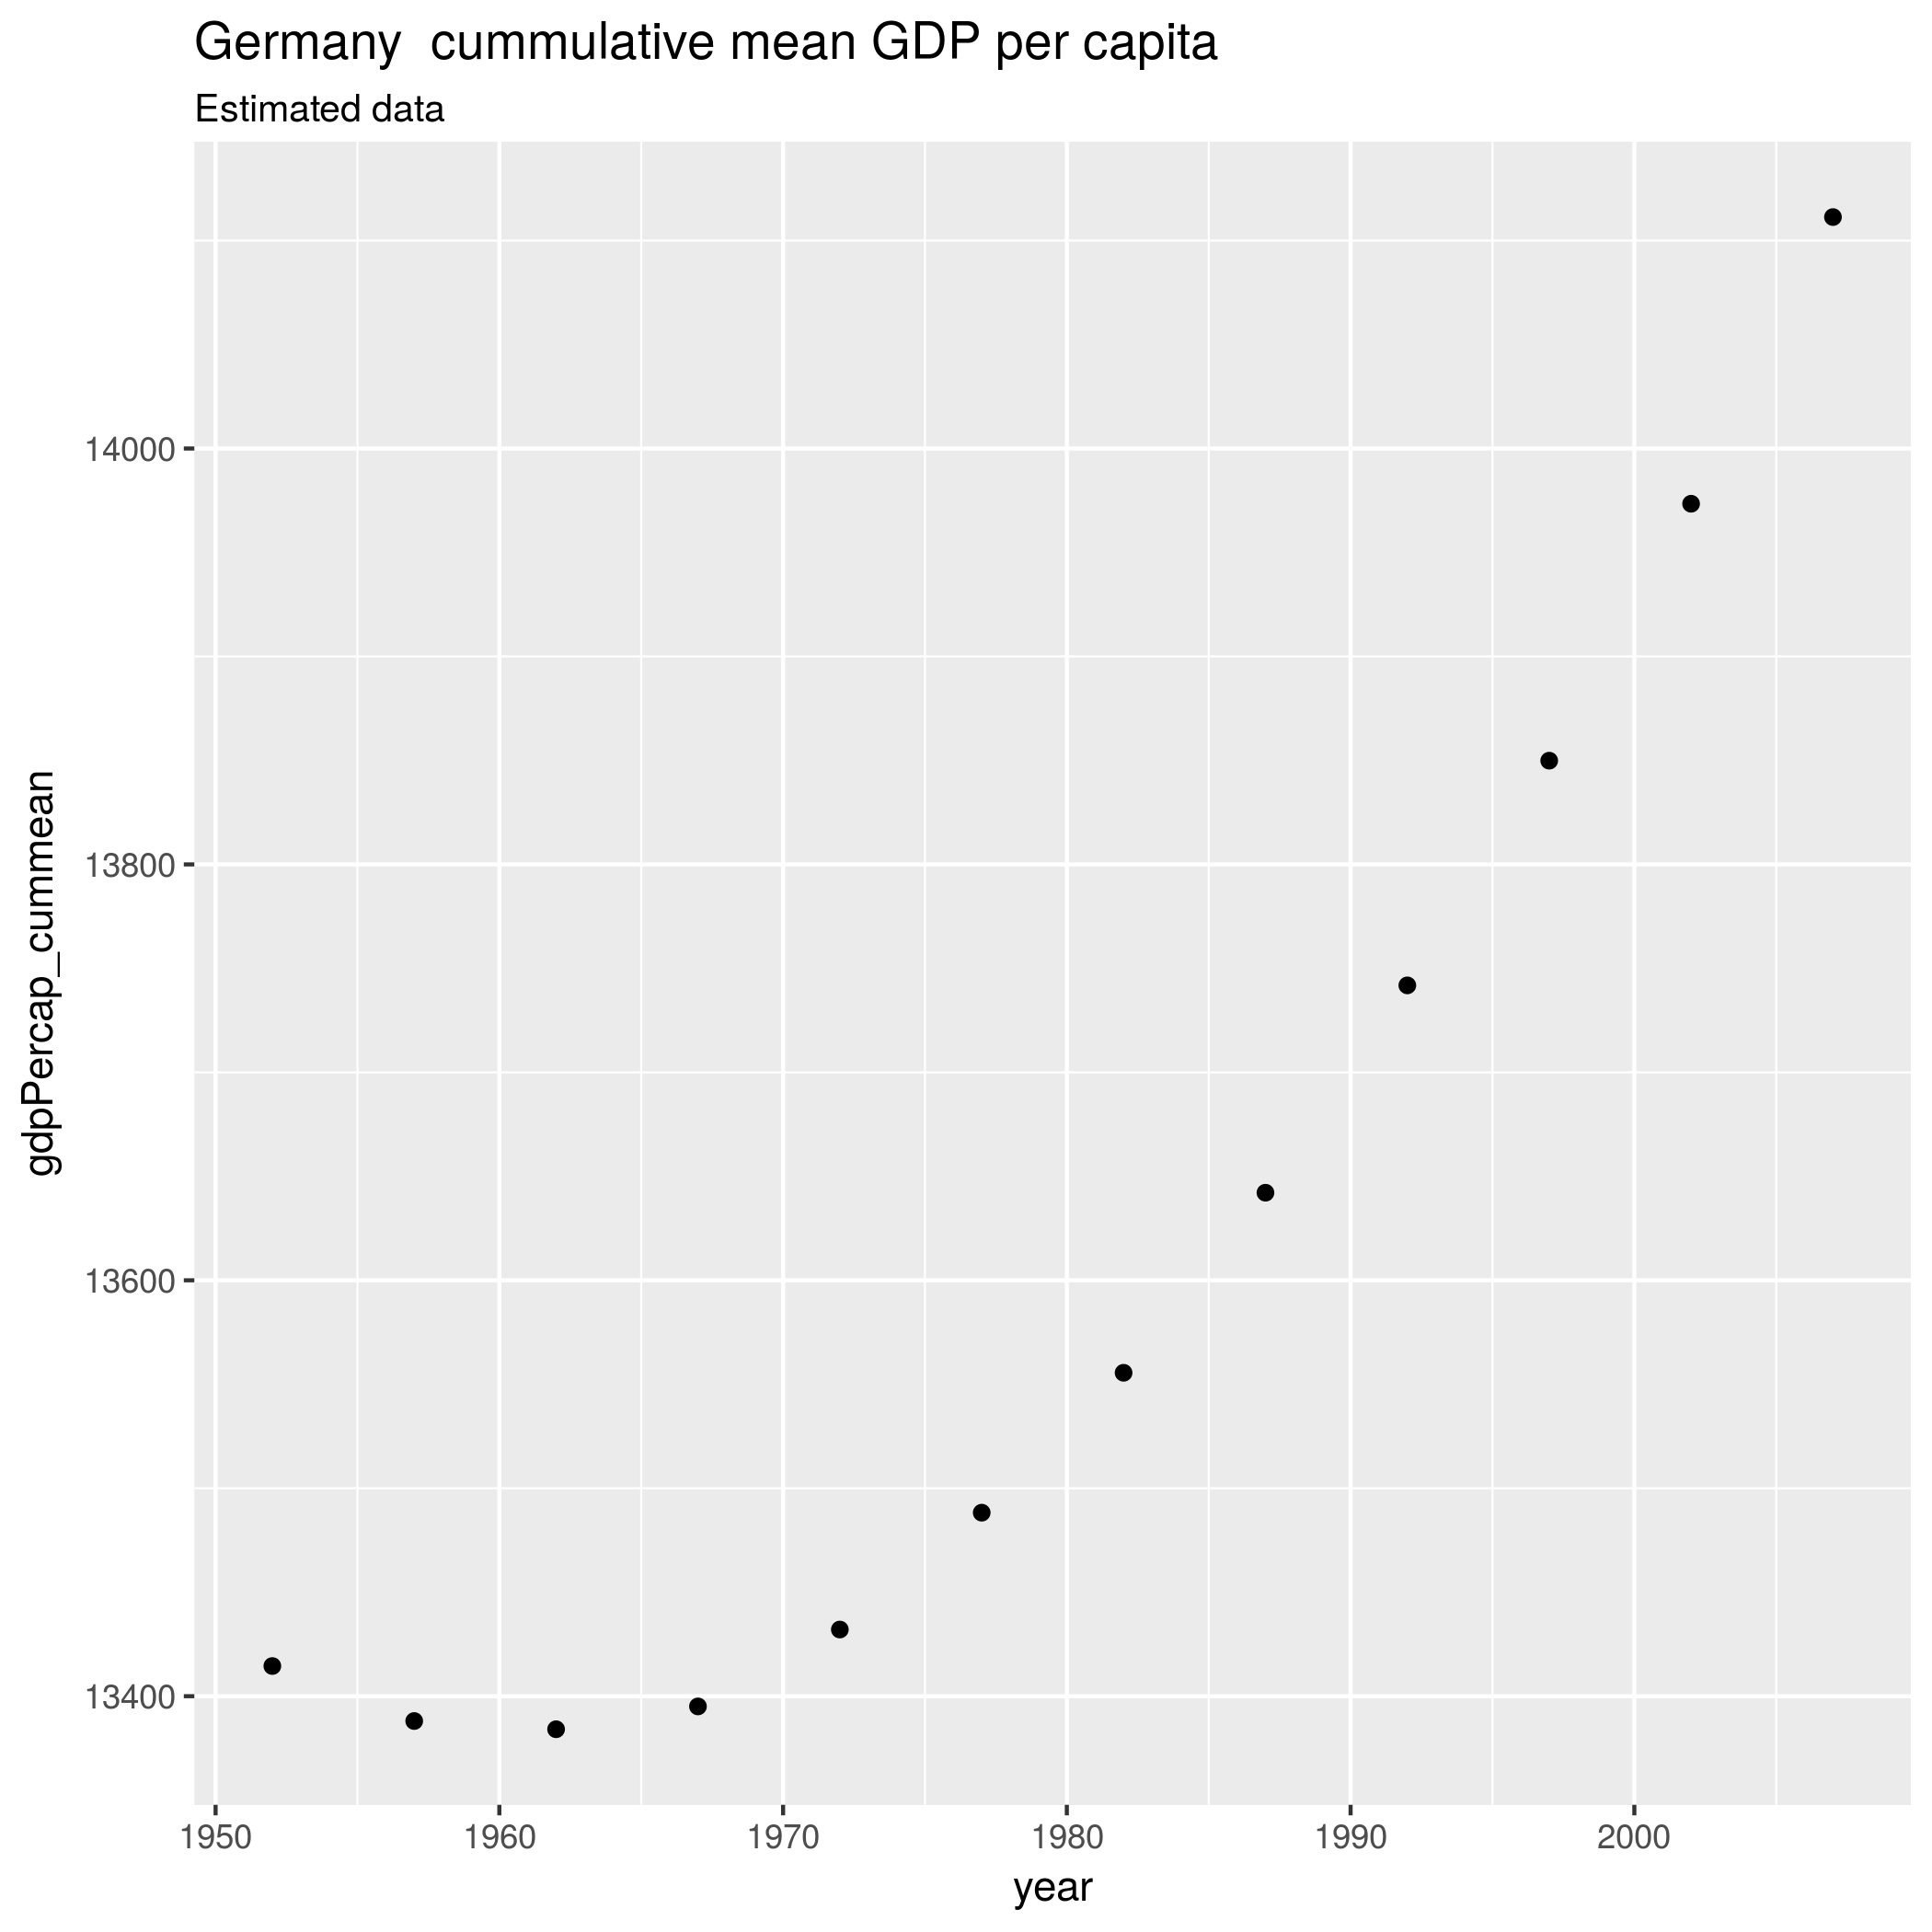 Germany  cummulative mean GDP per capita
Estimated data
gdpPercap_cummean
14000
13800
13600
13400
1950 1960 1970 1980 1990 2000
year